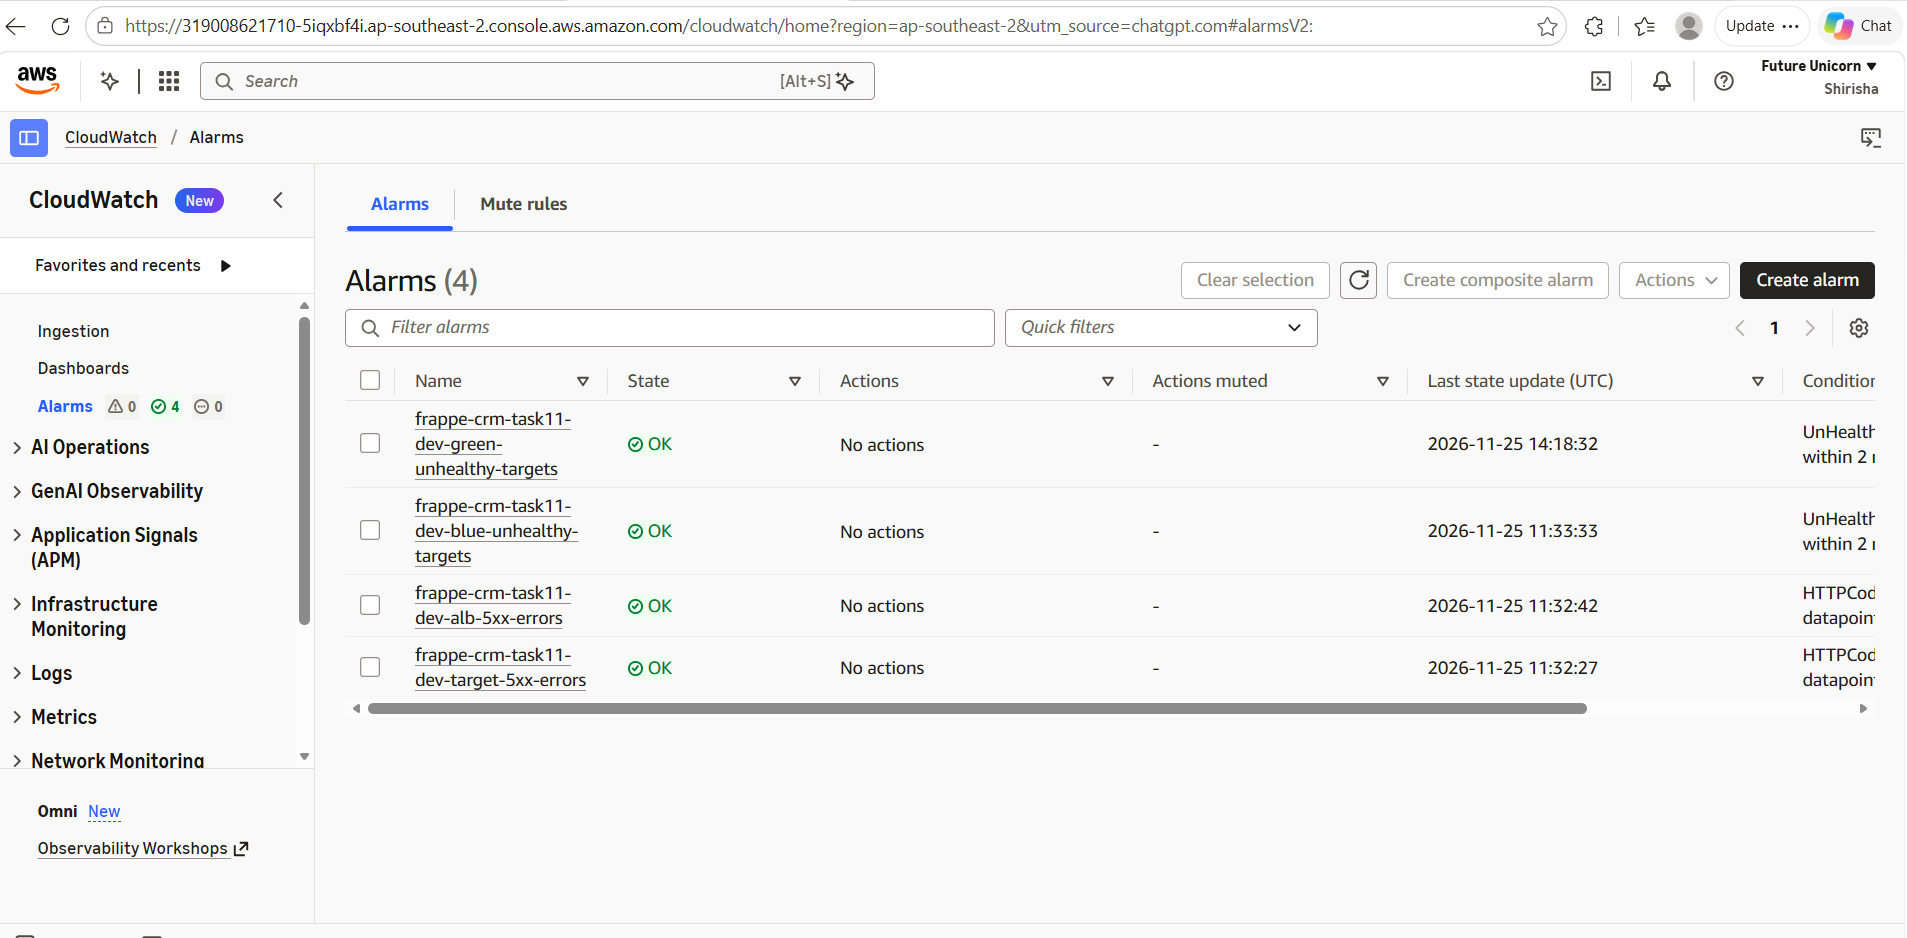 https://319008621710-5iqxbf4i.ap-southeast-2.console.aws.amazon.com/cloudwatch/home?region=ap-southeast-2&utm_source=chatgpt.com#alarmsV2:
Update
Chat
aws
Search
[Alt+S]
Future Unicorn
Shirisha
CloudWatch / Alarms
CloudWatch New
Favorites and recents
Ingestion
Dashboards
Alarms 0 4 0
AI Operations
GenAI Observability
Application Signals
(APM)
Infrastructure
Monitoring
Logs
Metrics
Network Monitoring
Omni New
Observability Workshops
Alarms
Mute rules
Alarms (4)
Clear selection
Create composite alarm
Actions
Create alarm
Filter alarms
Quick filters
1
Name State Actions Actions muted Last state update (UTC) Condition
frappe-crm-task11-
dev-green-
unhealthy-targets
OK
No actions
-
2026-11-25 14:18:32
UnHealth
within 2
frappe-crm-task11-
dev-blue-unhealthy-
targets
OK
No actions
-
2026-11-25 11:33:33
UnHealth
within 2
frappe-crm-task11-
dev-alb-5xx-errors
OK
No actions
-
2026-11-25 11:32:42
HTTPCod
datapoin
frappe-crm-task11-
dev-target-5xx-errors
OK
No actions
-
2026-11-25 11:32:27
HTTPCod
datapoin